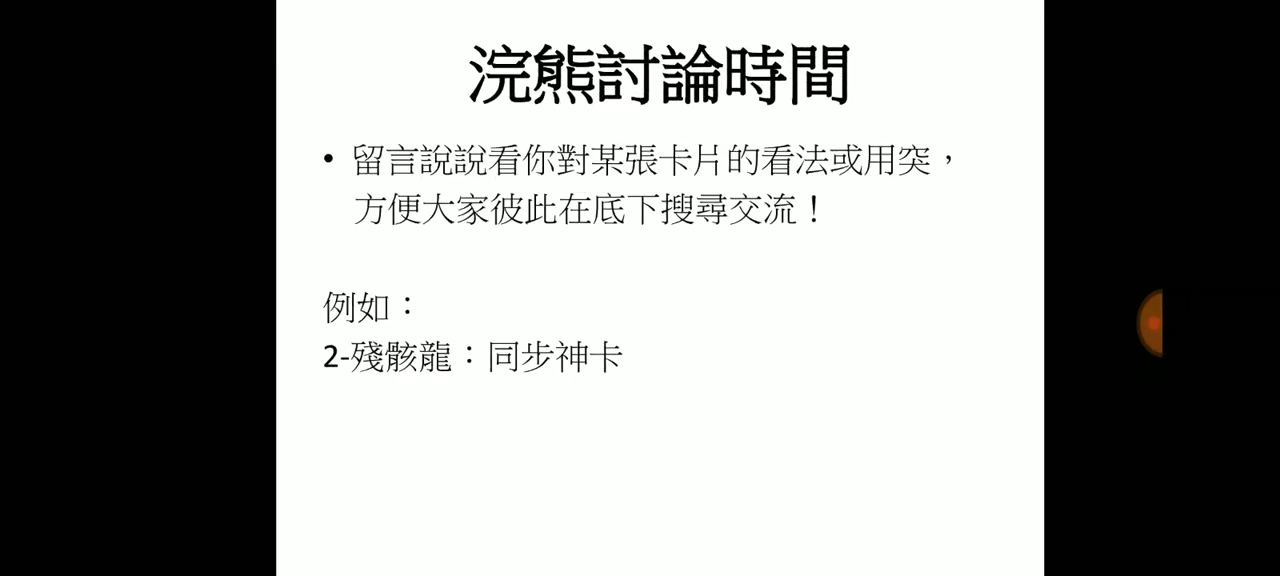 浣熊討論時間
• 留言說說看你對某張卡片的看法或用突，
方便大家彼此在底下搜尋交流！
例如：
2-殘骸龍：同步神卡